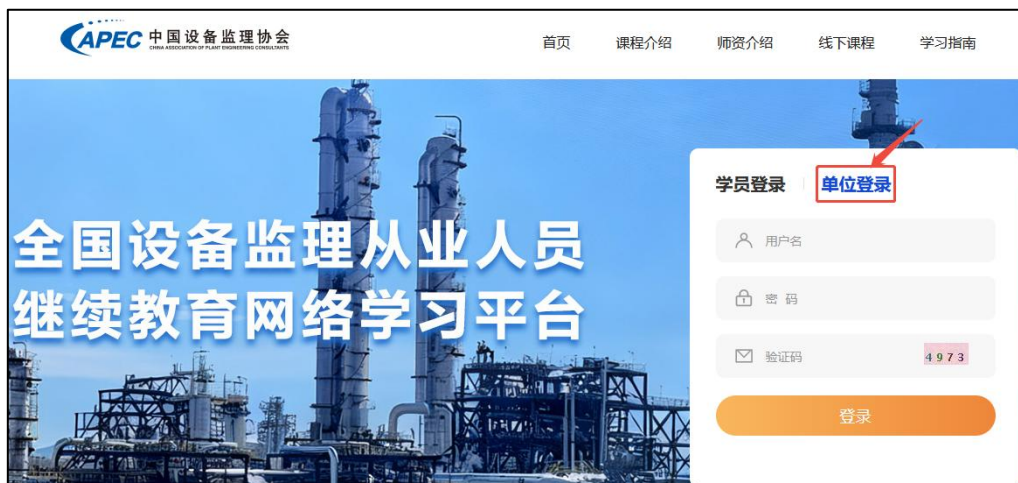 CAPEC 中国设备监理协会
CHINA ASSOCIATION OF PLANT ENGINEERING CONSULTANTS
首页 课程介绍 师资介绍 线下课程 学习指南
全国设备监理从业人员
继续教育网络学习平台
学员登录 单位登录
用户名
密 码
验证码 4973
登录